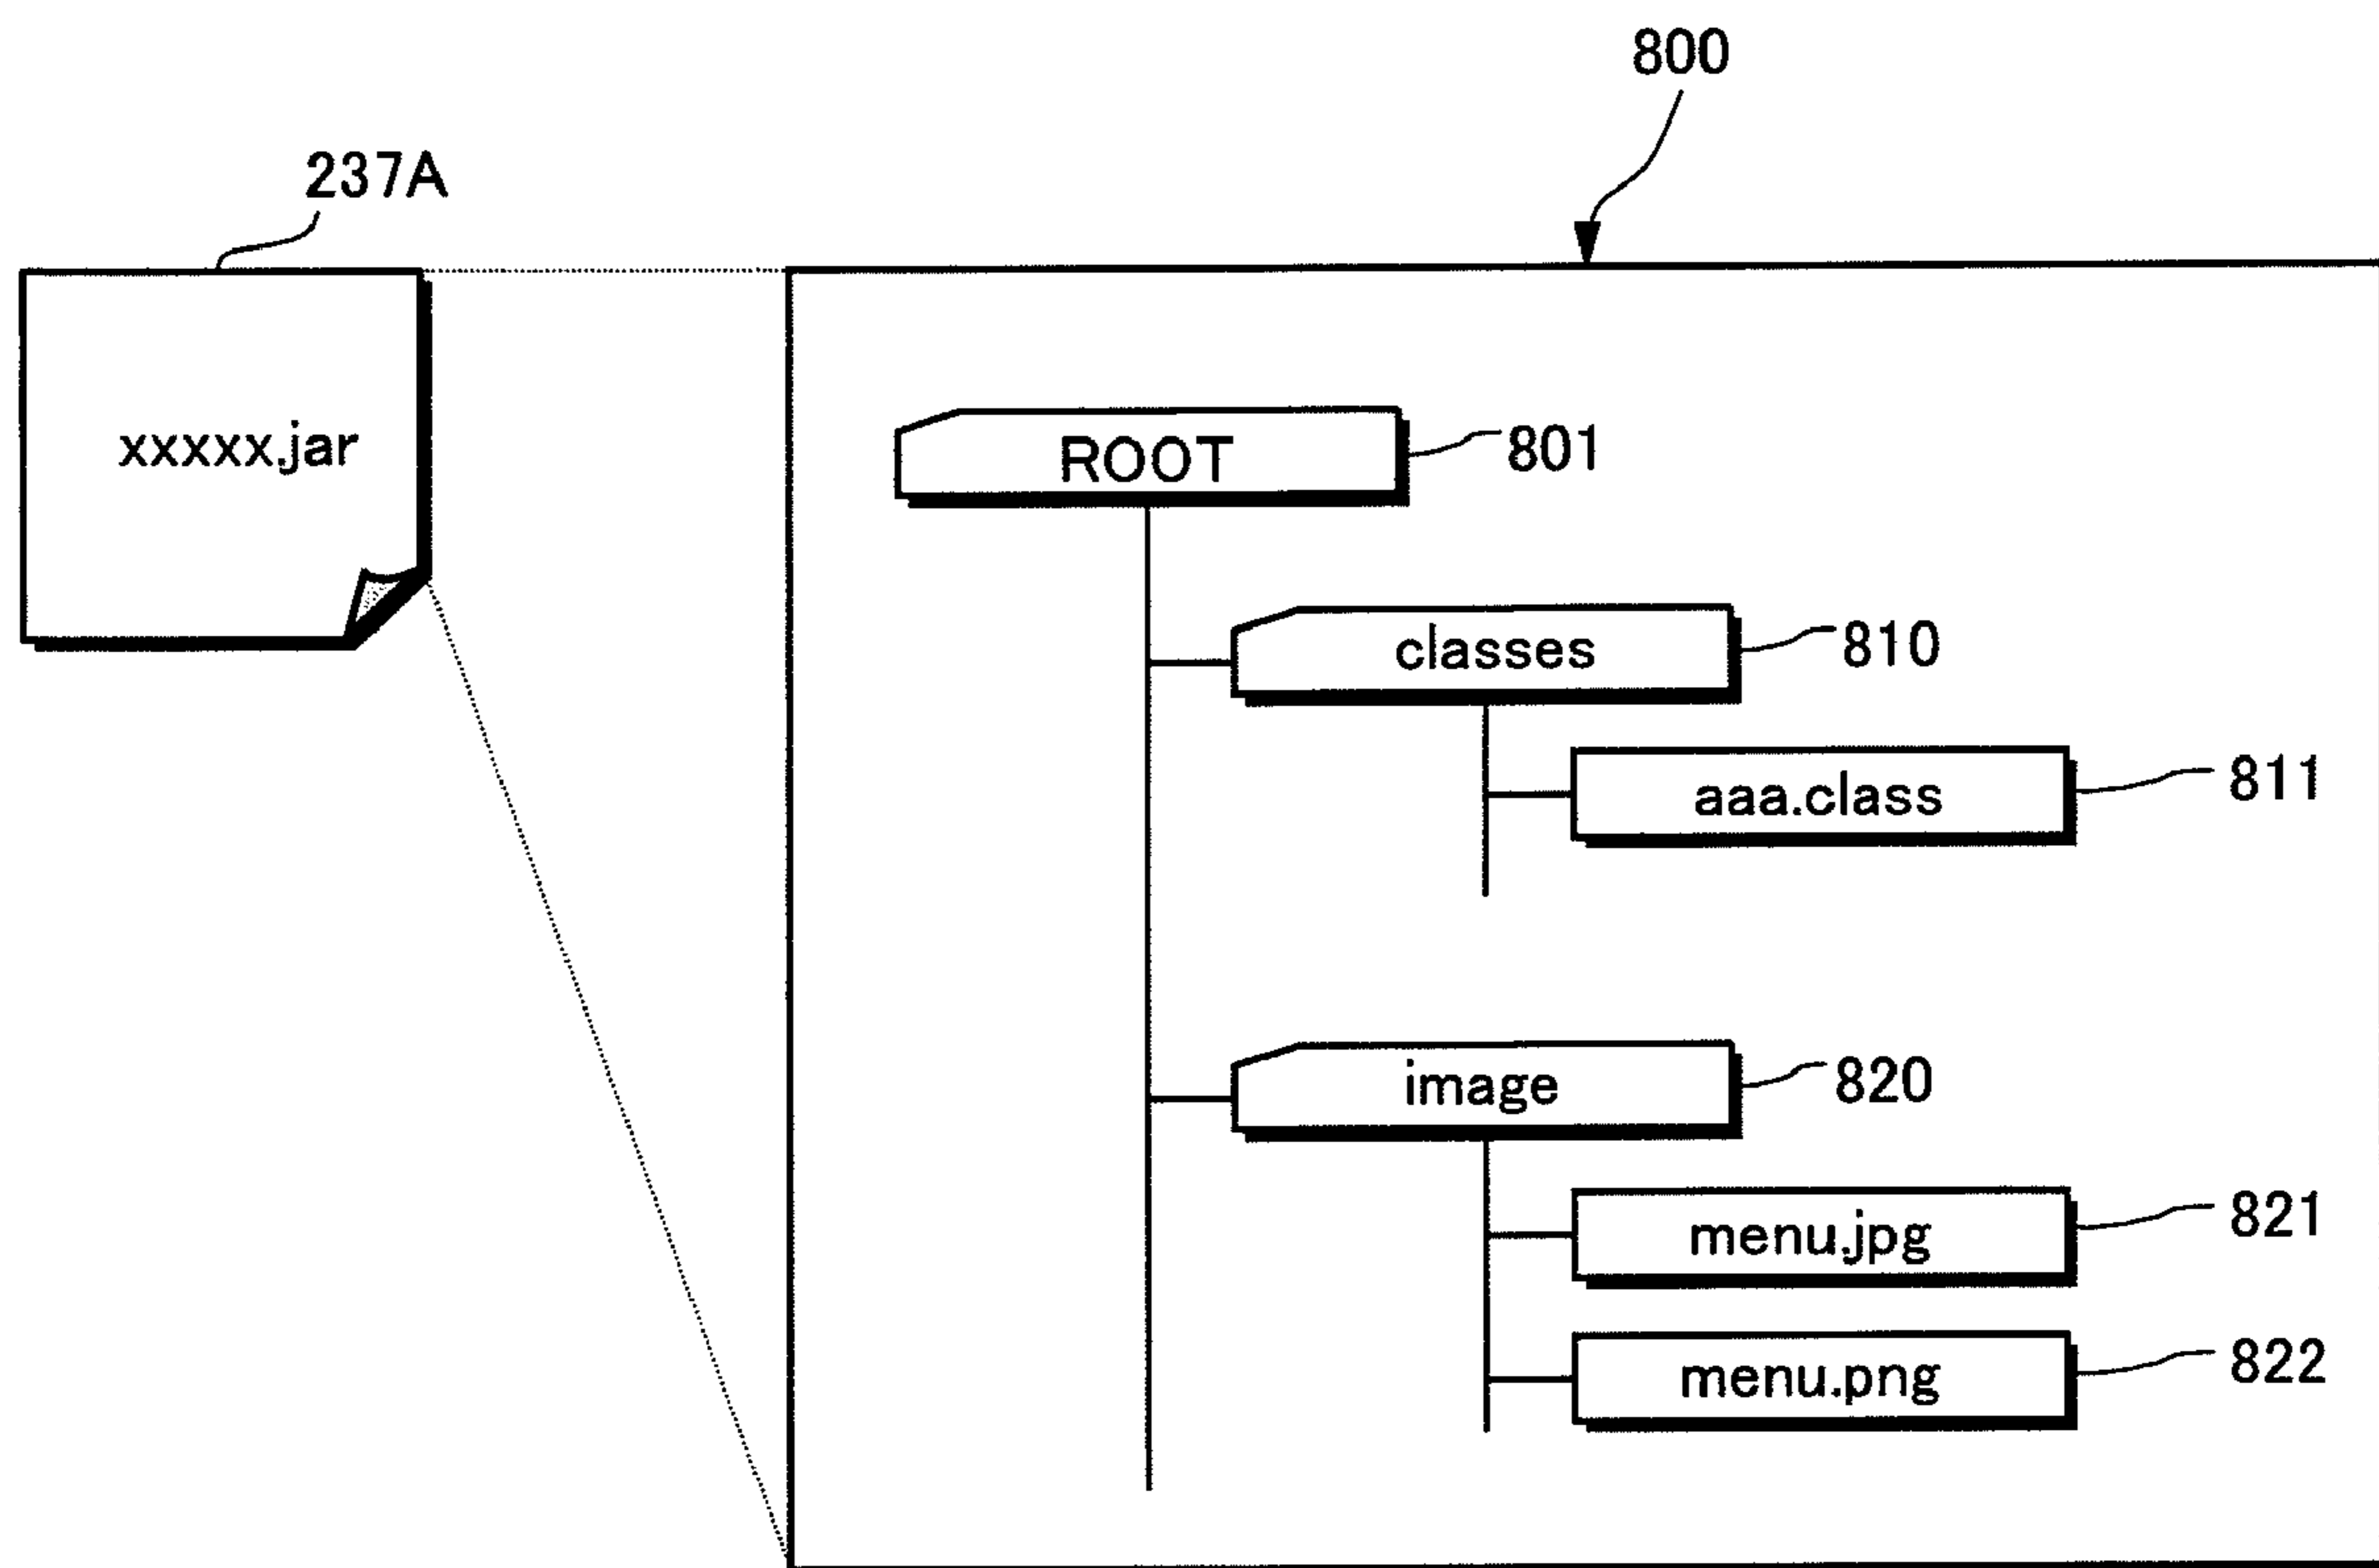 800
237A
xxxxx.jar
ROOT
801
classes
810
aaa.class
811
image
820
menu.jpg
821
menu.png
822